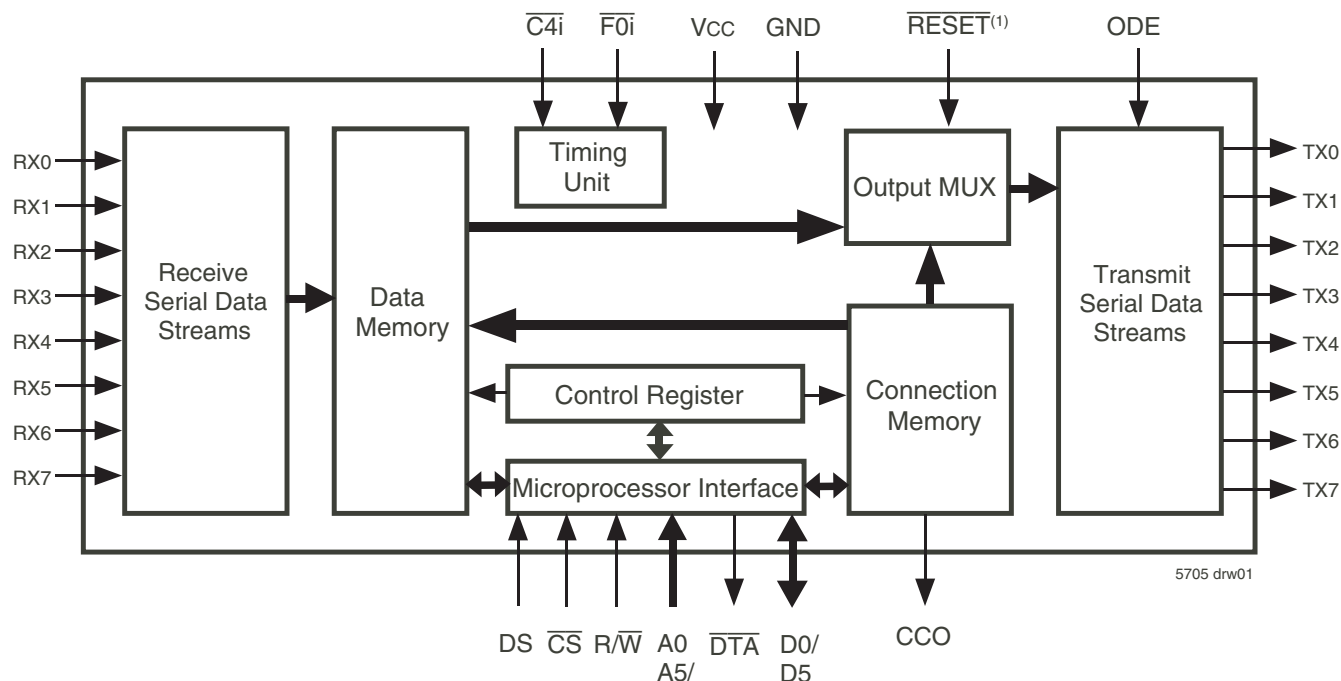 C4i F0i VCC GND RESET(1) ODE
RX0
RX1
RX2
RX3
RX4
RX5
RX6
RX7
Receive
Serial Data
Streams
Data
Memory
Timing
Unit
Output MUX
Control Register
Microprocessor Interface
Connection
Memory
Transmit
Serial Data
Streams
TX0
TX1
TX2
TX3
TX4
TX5
TX6
TX7
5705 drw01
DS CS R/W A0 DTA D0/ CCO
A5/ D5